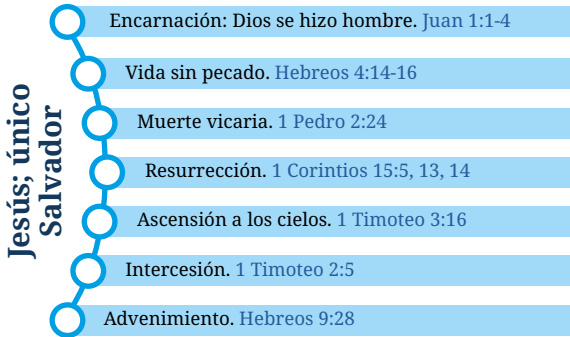 Jesús; único
Salvador
Encarnación: Dios se hizo hombre. Juan 1:1-4
Vida sin pecado. Hebreos 4:14-16
Muerte vicaria. 1 Pedro 2:24
Resurrección. 1 Corintios 15:5, 13, 14
Ascensión a los cielos. 1 Timoteo 3:16
Intercesión. 1 Timoteo 2:5
Advenimiento. Hebreos 9:28